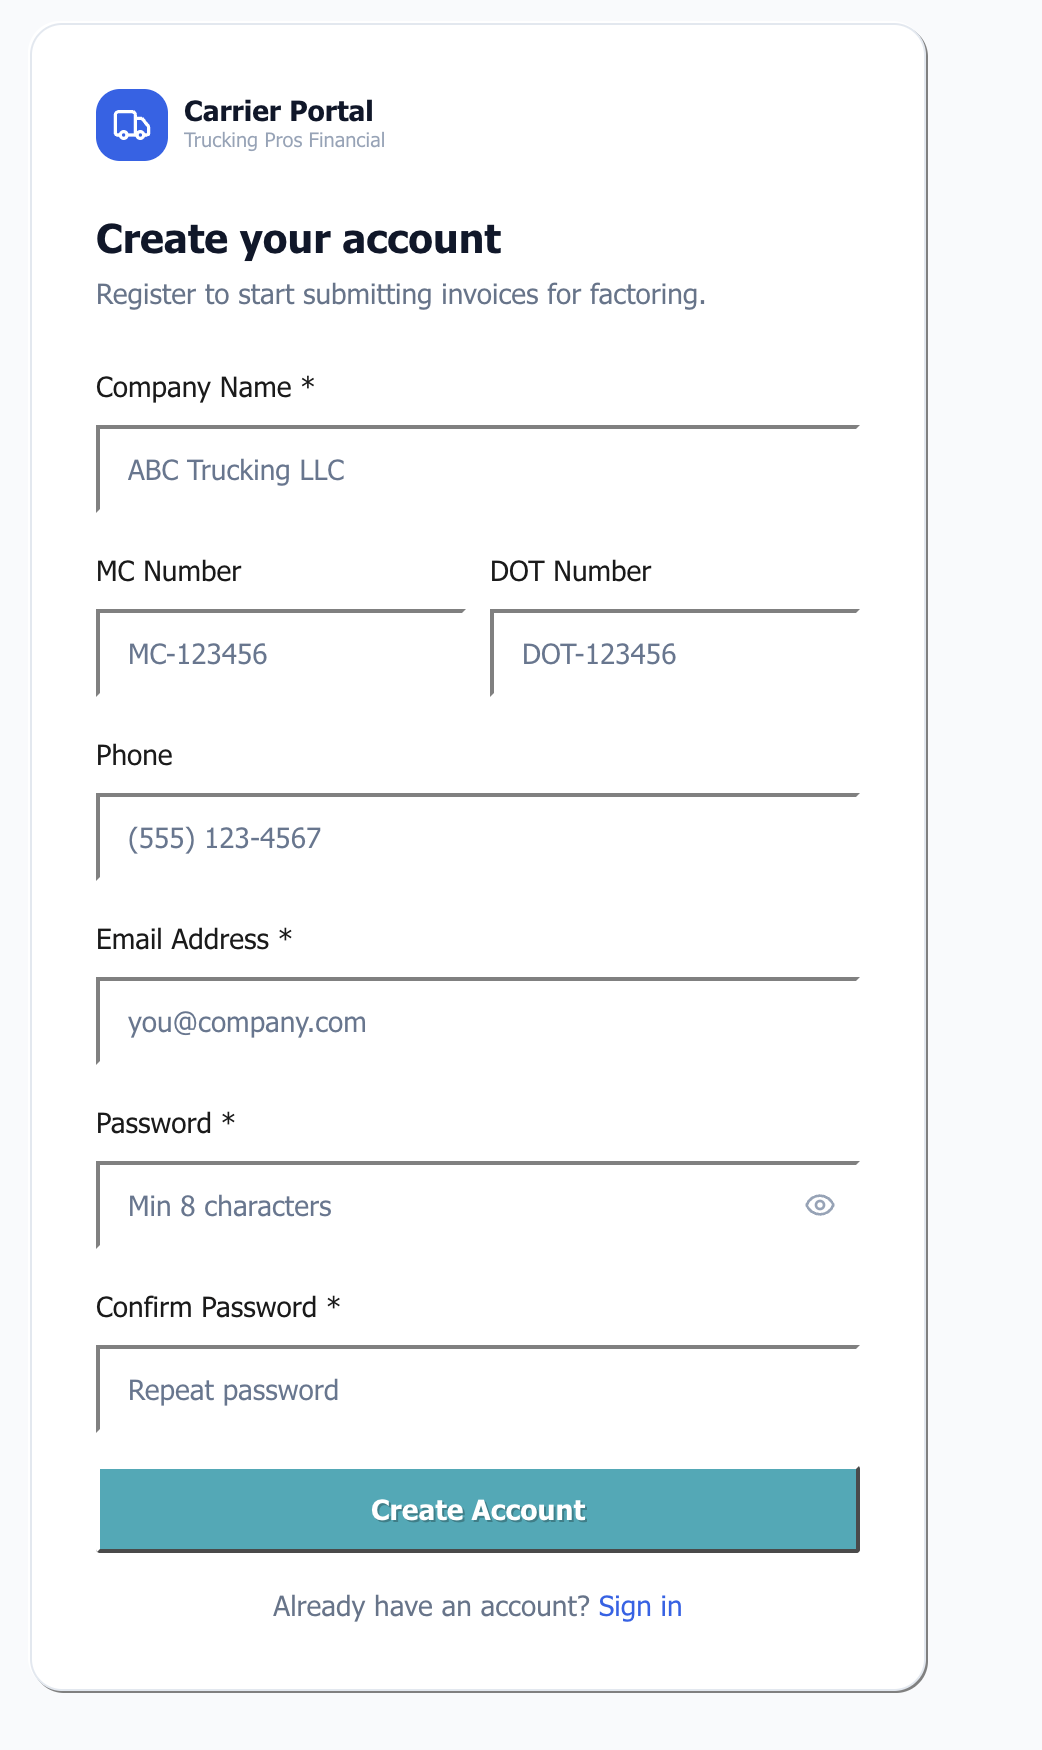 Carrier Portal
Trucking Pros Financial
Create your account
Register to start submitting invoices for factoring.
Company Name *
ABC Trucking LLC
MC Number
DOT Number
MC-123456
DOT-123456
Phone
(555) 123-4567
Email Address *
you@company.com
Password *
Min 8 characters
Confirm Password *
Repeat password
Create Account
Already have an account? Sign in